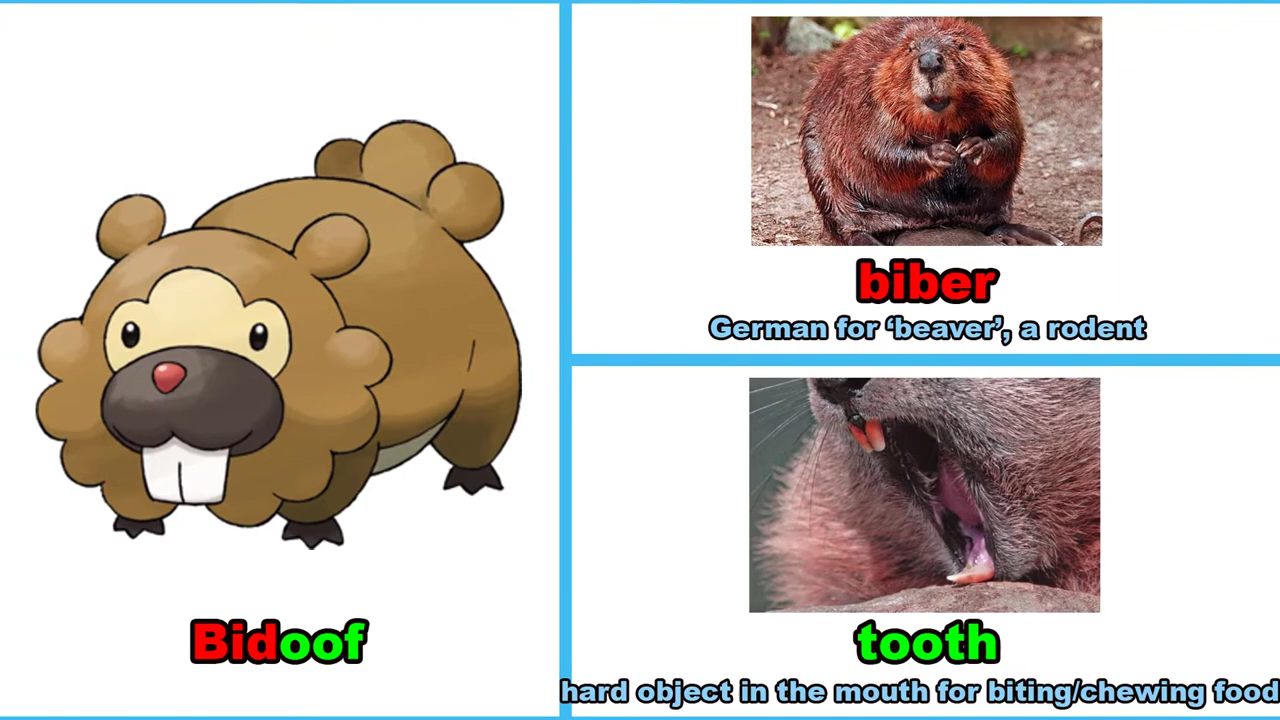 Bidoof
biber
German for ‘beaver’, a rodent
tooth
hard object in the mouth for biting/chewing food